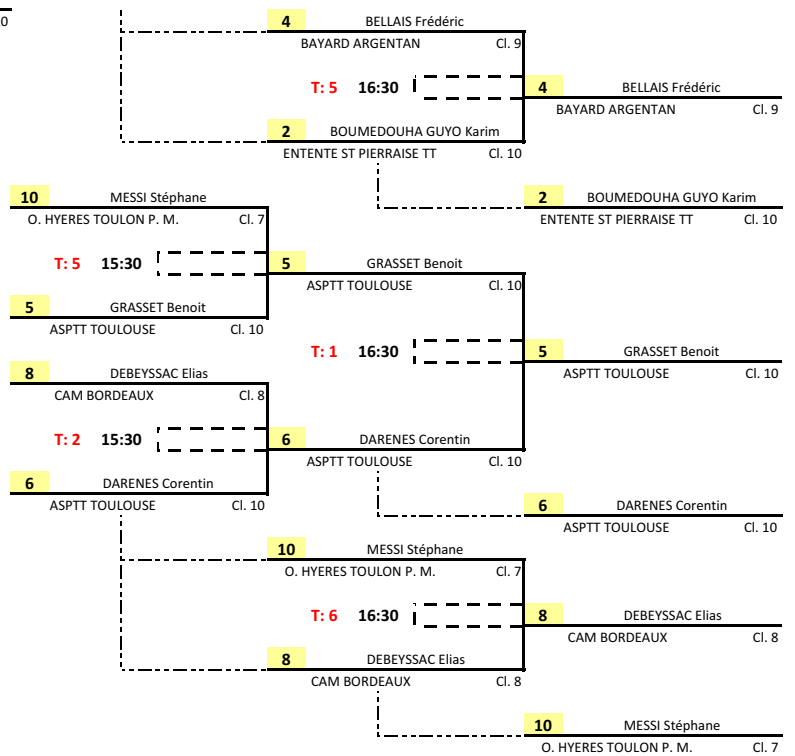 0
4 BELLAIS Frédéric
BAYARD ARGENTAN Cl. 9
T: 5 16:30
4 BELLAIS Frédéric
BAYARD ARGENTAN Cl. 9
2 BOUMEDOUHA GUYO Karim
ENTENTE ST PIERRAISE TT Cl. 10
10 MESSI Stéphane
O. HYERES TOULON P. M. Cl. 7
2 BOUMEDOUHA GUYO Karim
ENTENTE ST PIERRAISE TT Cl. 10
T: 5 15:30
5 GRASSET Benoit
ASPTT TOULOUSE Cl. 10
5 GRASSET Benoit
ASPTT TOULOUSE Cl. 10
T: 1 16:30
5 GRASSET Benoit
ASPTT TOULOUSE Cl. 10
8 DEBEYSSAC Elias
CAM BORDEAUX Cl. 8
T: 2 15:30
6 DARENES Corentin
ASPTT TOULOUSE Cl. 10
6 DARENES Corentin
ASPTT TOULOUSE Cl. 10
6 DARENES Corentin
ASPTT TOULOUSE Cl. 10
10 MESSI Stéphane
O. HYERES TOULON P. M. Cl. 7
T: 6 16:30
8 DEBEYSSAC Elias
CAM BORDEAUX Cl. 8
8 DEBEYSSAC Elias
CAM BORDEAUX Cl. 8
10 MESSI Stéphane
O. HYERES TOULON P. M. Cl. 7